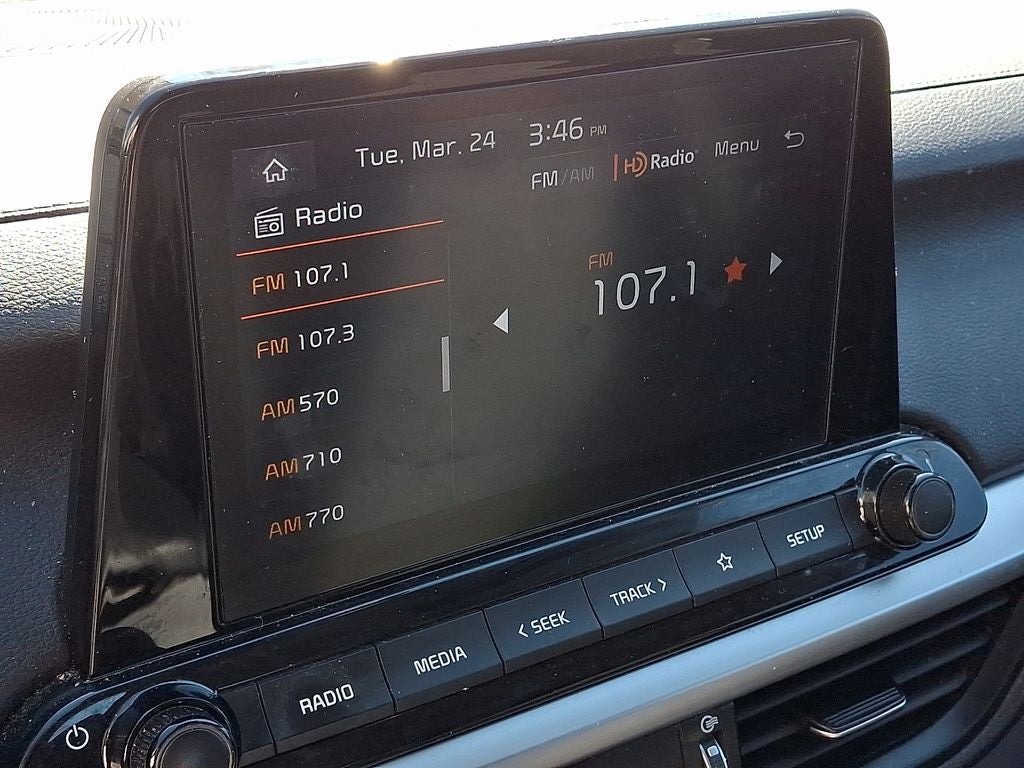 Tue, Mar. 24 3:46 PM
FM/AM HD Radio Menu
Radio
FM 107.1
FM 107.3
AM 570
AM 710
AM 770
FM
107.1
RADIO
MEDIA
< SEEK
TRACK >
SETUP